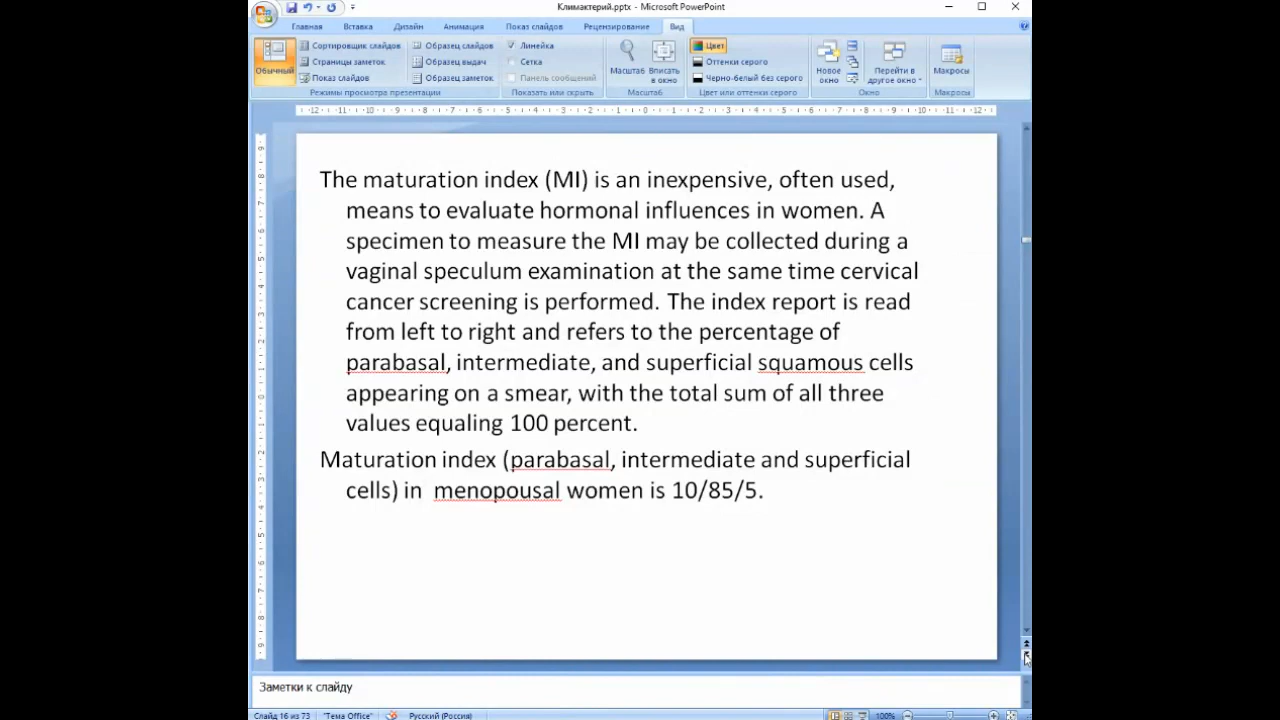 Климактерий.pptx - Microsoft PowerPoint
Главная Вставка Дизайн Анимация Показ слайдов Рецензирование Вид
Обычный
Сортировщик слайдов
Страницы заметок
Показ слайдов
Образец слайдов
Образец выдач
Образец заметок
Режимы просмотра презентации
Линейка
Сетка
Панель сообщений
Показать или скрыть
Масштаб
Вписать в окно
Масштаб
Цвет
Оттенки серого
Черно-белый без серого
Цвет или оттенки серого
Новое окно
Перейти в другое окно
Окно
Макросы
Макросы
The maturation index (MI) is an inexpensive, often used,
means to evaluate hormonal influences in women. A
specimen to measure the MI may be collected during a
vaginal speculum examination at the same time cervical
cancer screening is performed. The index report is read
from left to right and refers to the percentage of
parabasal, intermediate, and superficial squamous cells
appearing on a smear, with the total sum of all three
values equaling 100 percent.
Maturation index (parabasal, intermediate and superficial
cells) in menopousal women is 10/85/5.
Заметки к слайду
Слайд 16 из 73 "Тема Office" Русский (Россия) 100%